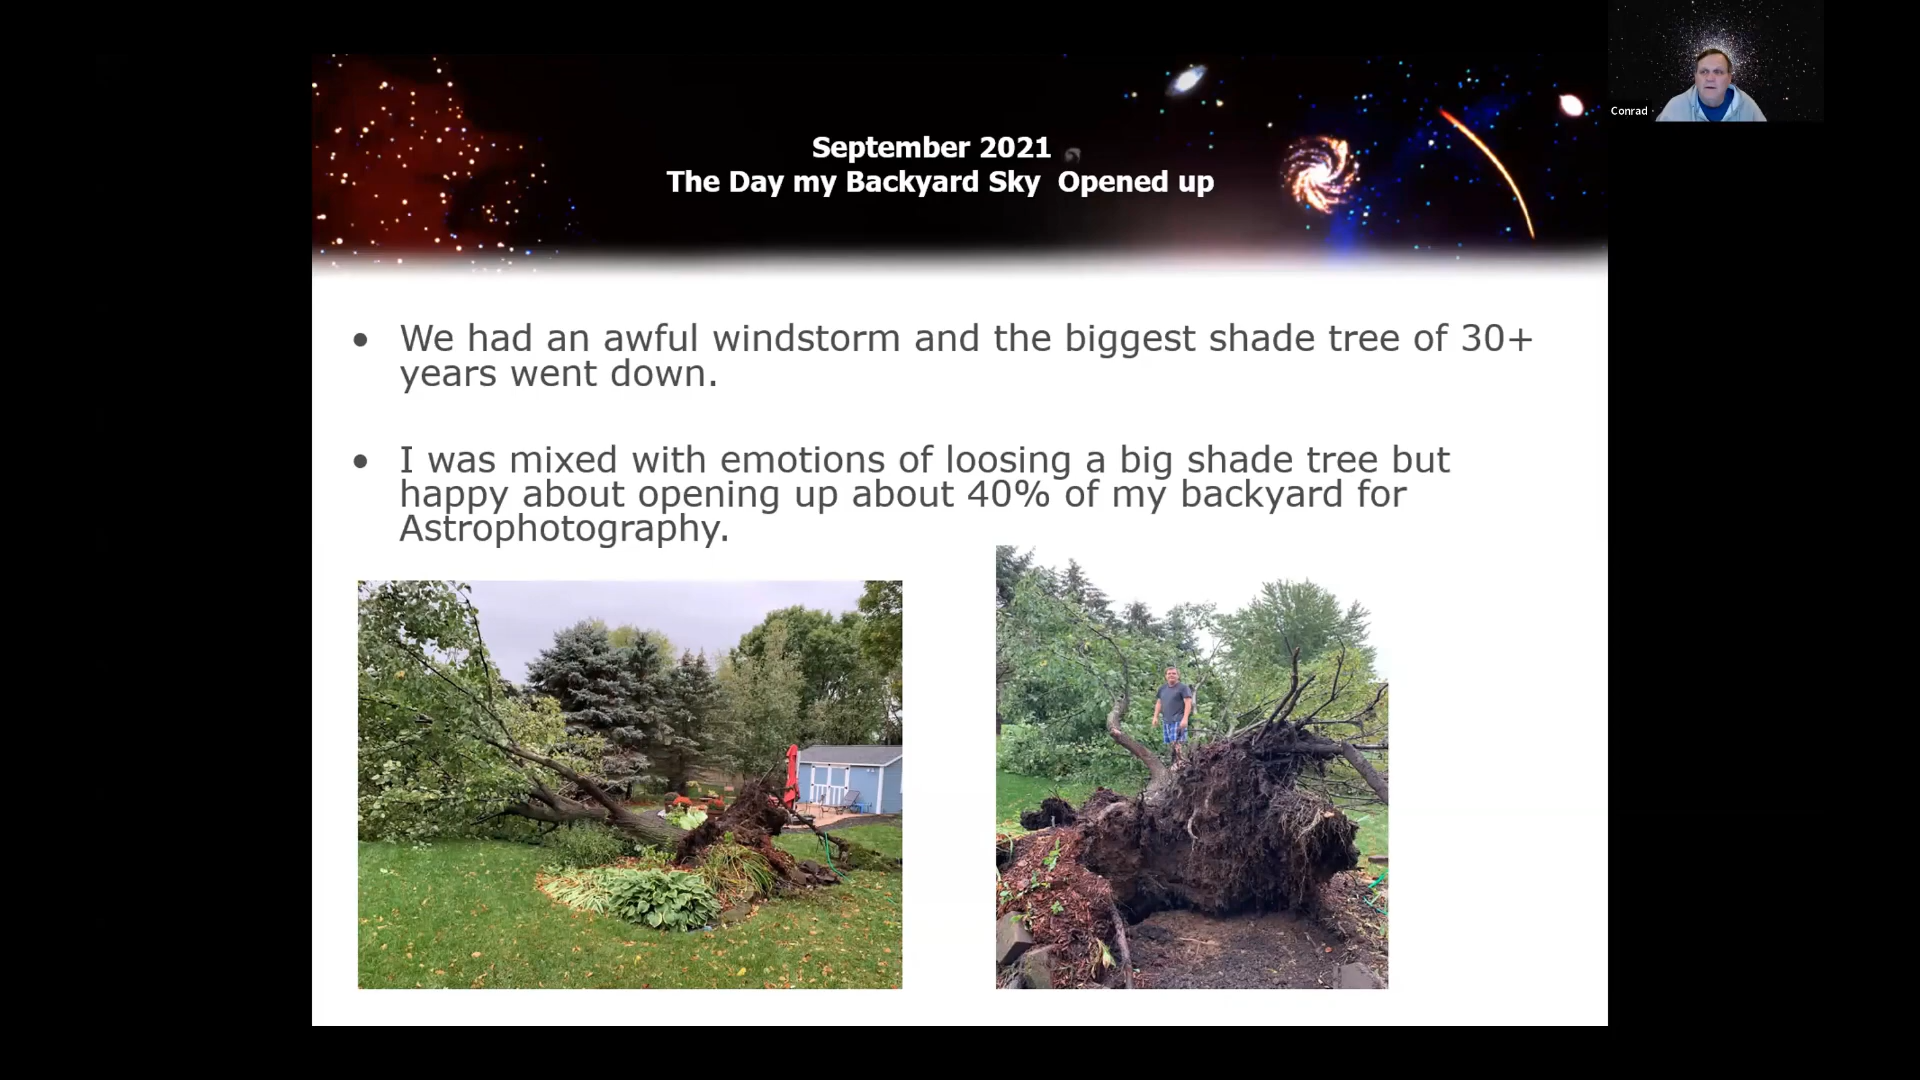 September 2021
The Day my Backyard Sky Opened up
Conrad
• We had an awful windstorm and the biggest shade tree of 30+
years went down.
• I was mixed with emotions of loosing a big shade tree but
happy about opening up about 40% of my backyard for
Astrophotography.